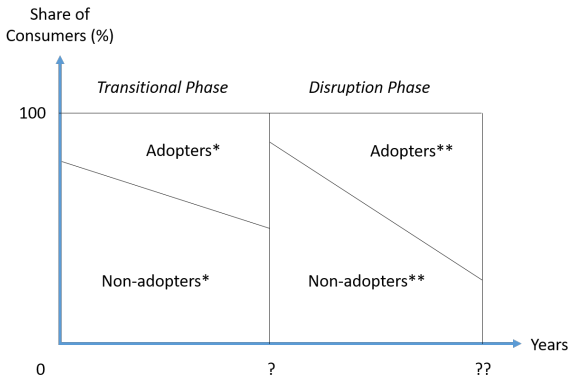 Share of
Consumers (%)
Transitional Phase
Disruption Phase
100
Adopters*
Adopters**
Non-adopters*
Non-adopters**
Years
0
?
??